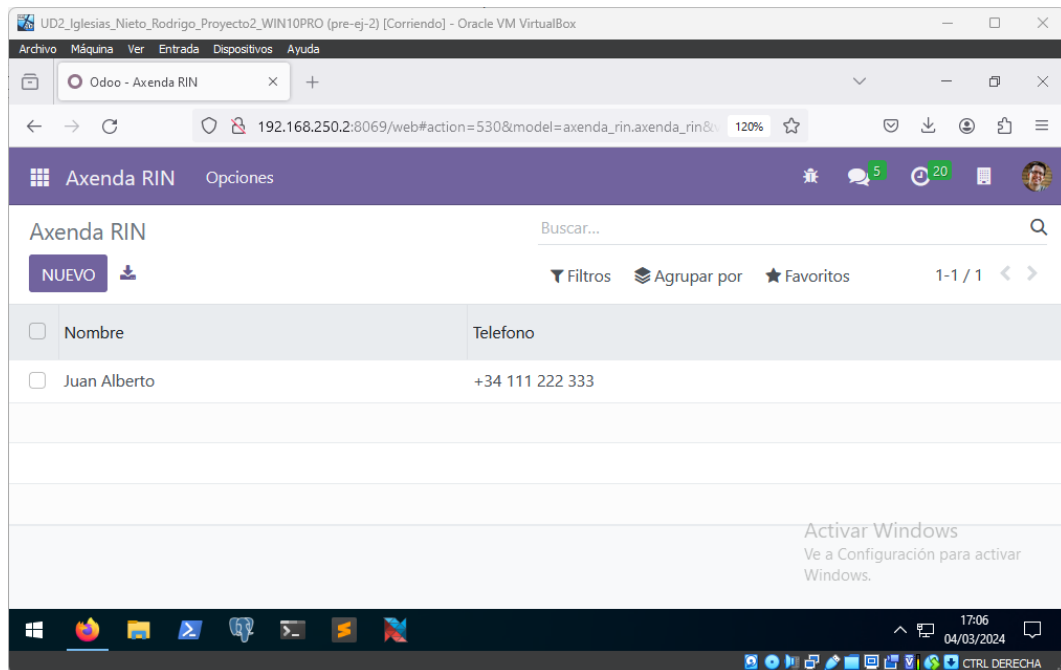 UD2_Iglesias_Nieto_Rodrigo_Proyecto2_WIN10PRO (pre-ej-2) [Corriendo] - Oracle VM VirtualBox
Archivo Máquina Ver Entrada Dispositivos Ayuda
Odoo - Axenda RIN
192.168.250.2:8069/web#action=530&model=axenda_rin.axenda_rin& 120%
Axenda RIN Opciones 5 20
Axenda RIN Buscar...
NUEVO Filtros Agrupar por Favoritos 1-1 / 1
Nombre Telefono
Juan Alberto +34 111 222 333
Activar Windows
Ve a Configuración para activar
Windows.
17:06
04/03/2024
CTRL DERECHA